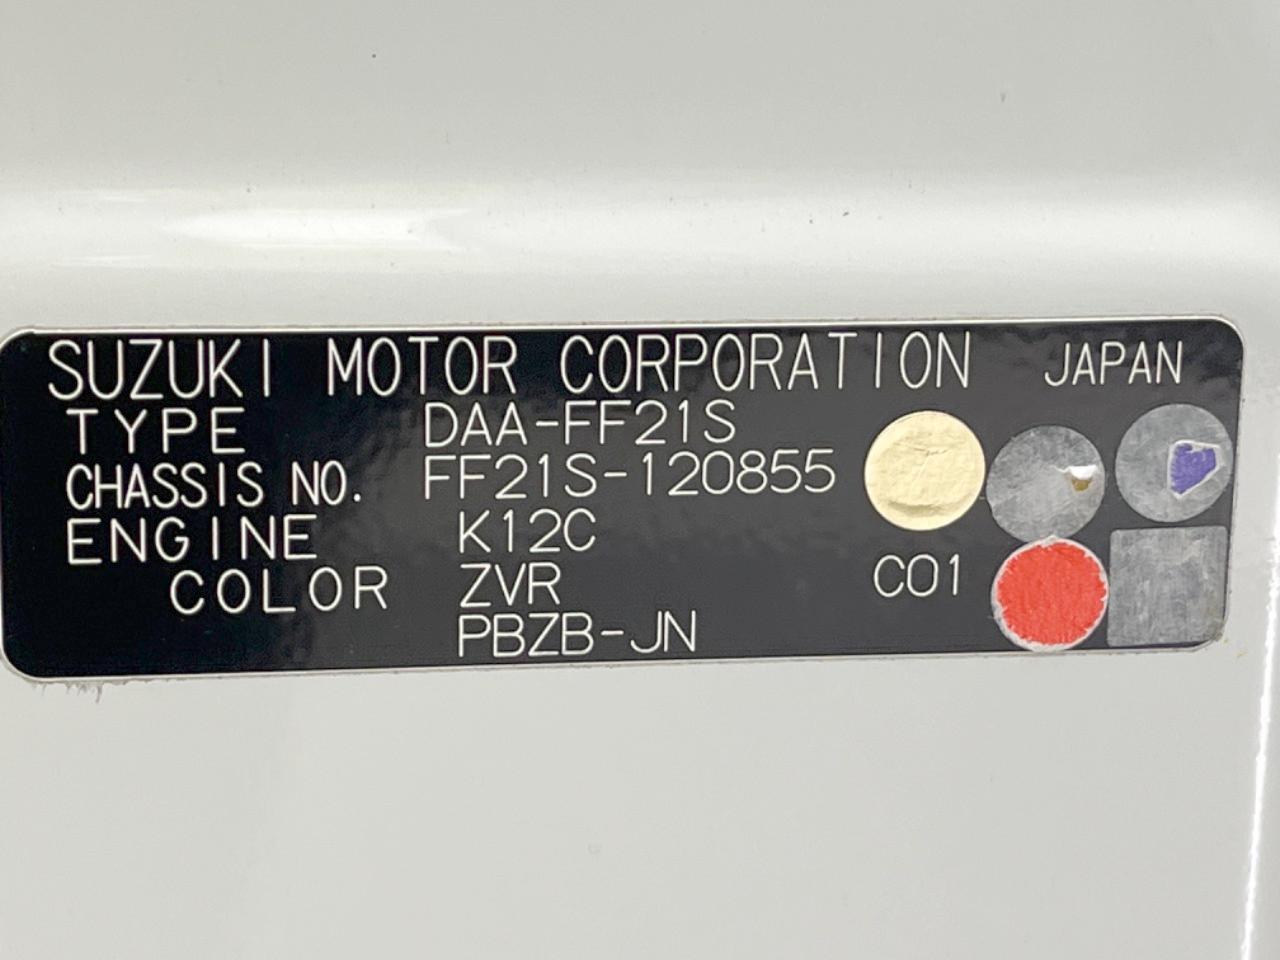 SUZUKI MOTOR CORPORATION JAPAN
TYPE DAA-FF21S
CHASSIS NO. FF21S-120855
ENGINE K12C
COLOR ZVR C01
PBZB-JN